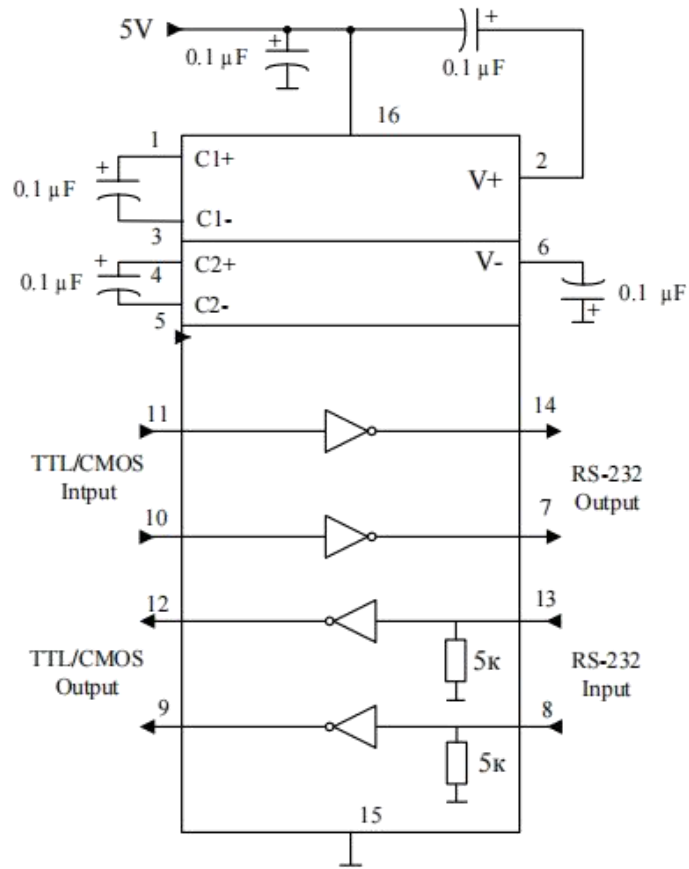 5V
+
0.1 µF
+
0.1 µF
16
1
C1+
+
0.1 µF
V+
2
C1-
3
6
V-
+
4
C2+
0.1 µF
C2-
0.1 µF
+
5
11
14
TTL/CMOS
Intput
RS-232
Output
10
7
12
13
TTL/CMOS
Output
5к
RS-232
Input
9
8
5к
15